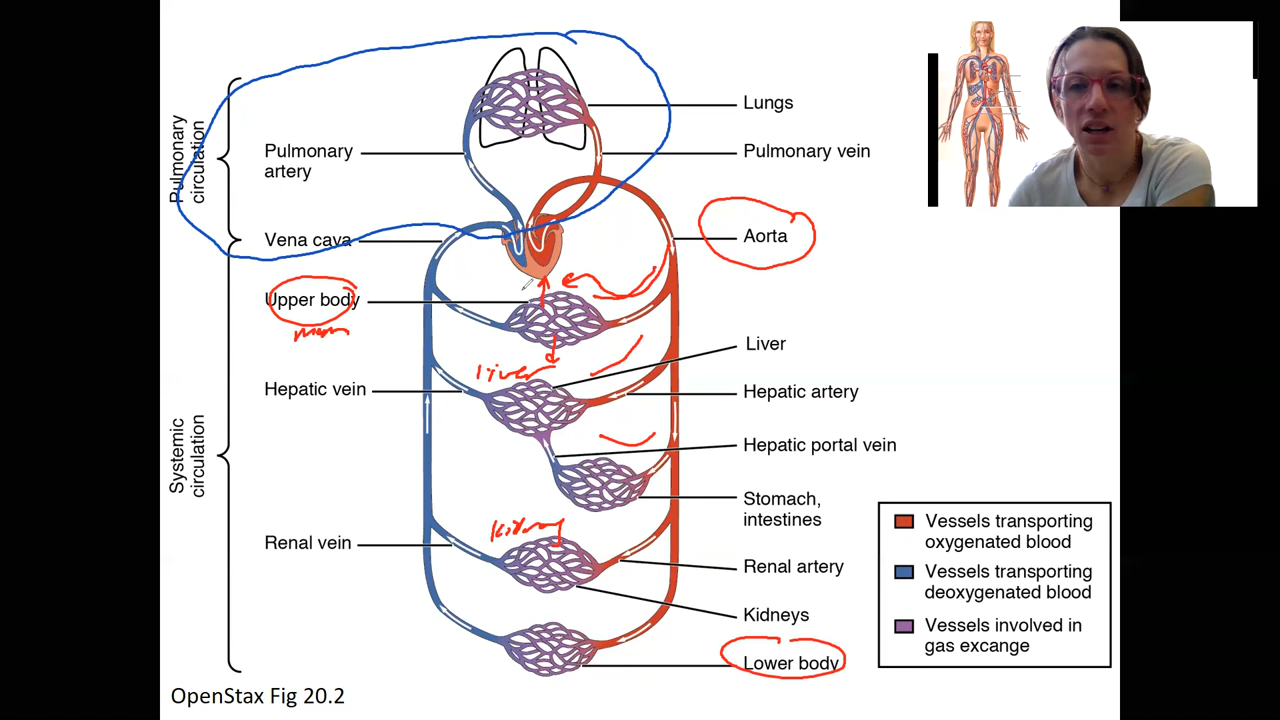 Pulmonary
circulation
Systemic
circulation
Pulmonary
artery
Vena cava
Upper body
Hepatic vein
Renal vein
Lungs
Pulmonary vein
Aorta
Liver
Hepatic artery
Hepatic portal vein
Stomach,
intestines
Renal artery
Kidneys
Lower body
liver
Kidney
Vessels transporting
oxygenated blood
Vessels transporting
deoxygenated blood
Vessels involved in
gas excange
OpenStax Fig 20.2